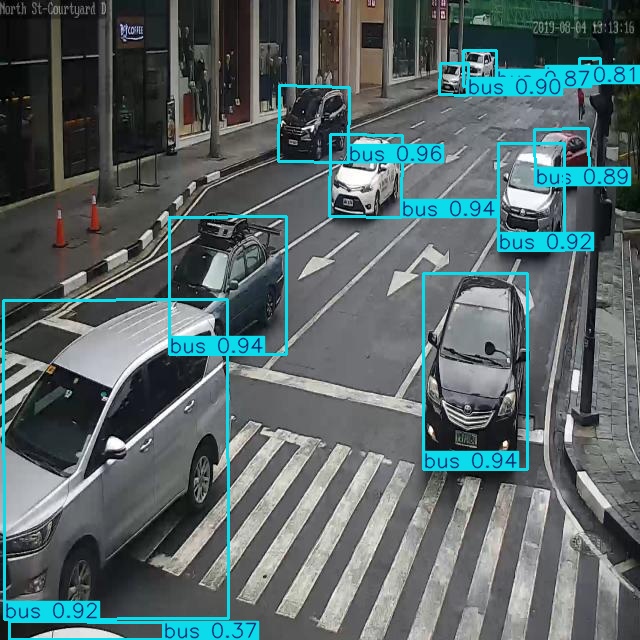 North St-Courtyard D
2019-08-04 13:13:16
COFFEE
bus 0.90
0.87
0.81
bus 0.96
bus 0.89
bus 0.94
bus 0.92
bus 0.94
bus 0.94
bus 0.92
bus 0.37